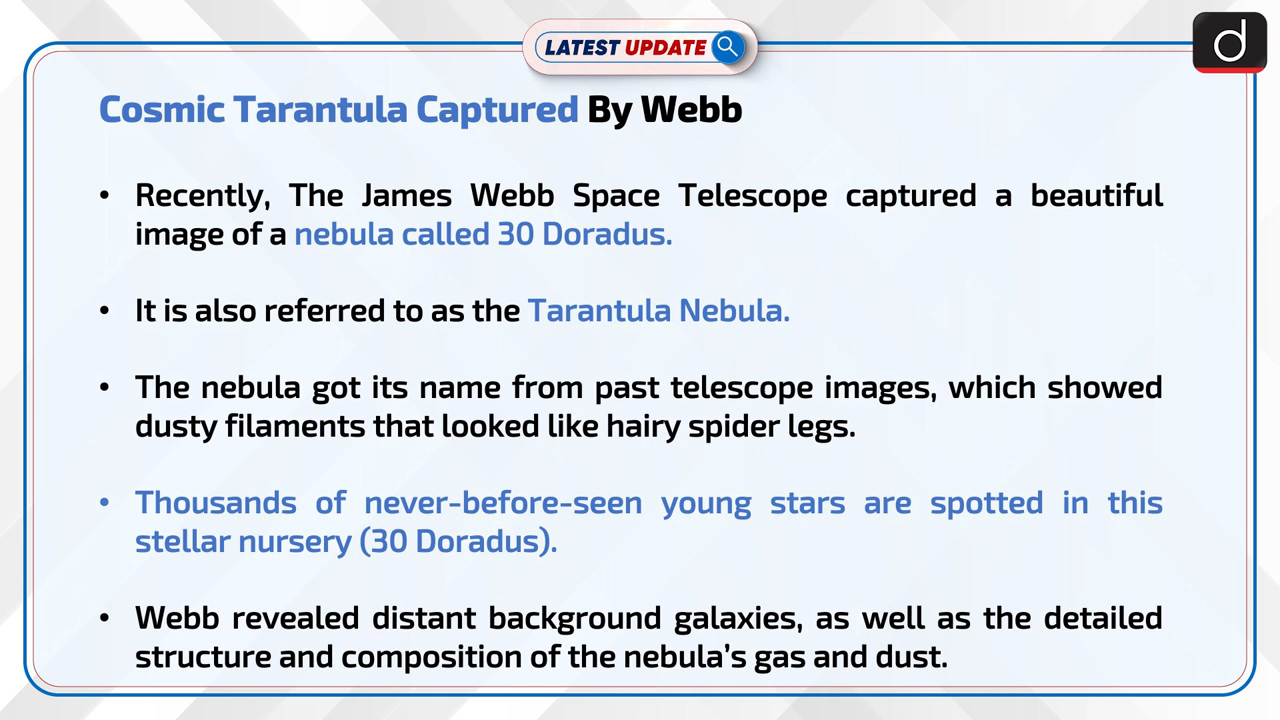 LATEST UPDATE
d
Cosmic Tarantula Captured By Webb
• Recently, The James Webb Space Telescope captured a beautiful
image of a nebula called 30 Doradus.
• It is also referred to as the Tarantula Nebula.
• The nebula got its name from past telescope images, which showed
dusty filaments that looked like hairy spider legs.
• Thousands of never-before-seen young stars are spotted in this
stellar nursery (30 Doradus).
• Webb revealed distant background galaxies, as well as the detailed
structure and composition of the nebula’s gas and dust.